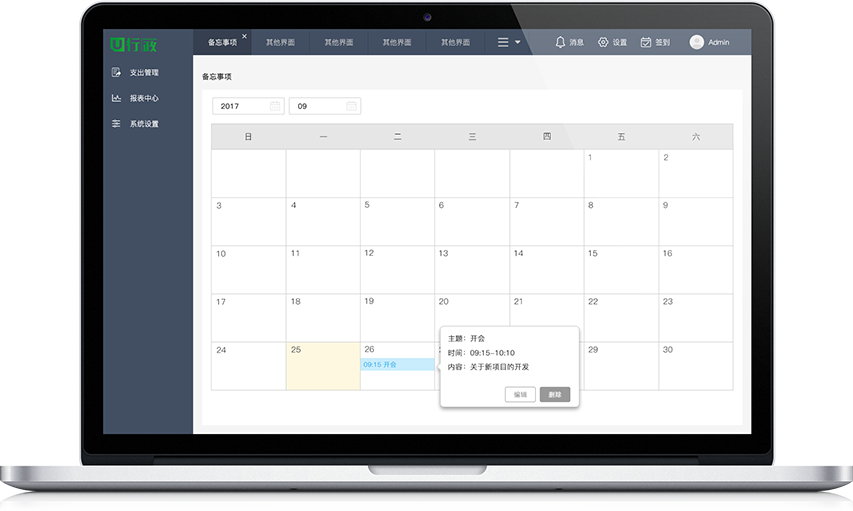 U行政
备忘事项 × 其他界面 其他界面 其他界面 其他界面 消息 设置 签到 Admin
支出管理
报表中心
系统设置
备忘事项
2017 09
日 一 二 三 四 五 六
1 2
3 4 5 6 7 8 9
10 11 12 13 14 15 16
17 18 19 20 21 22 23
24 25 26 29 30
09:15 开会
主题：开会
时间：09:15-10:10
内容：关于新项目的开发
编辑 删除